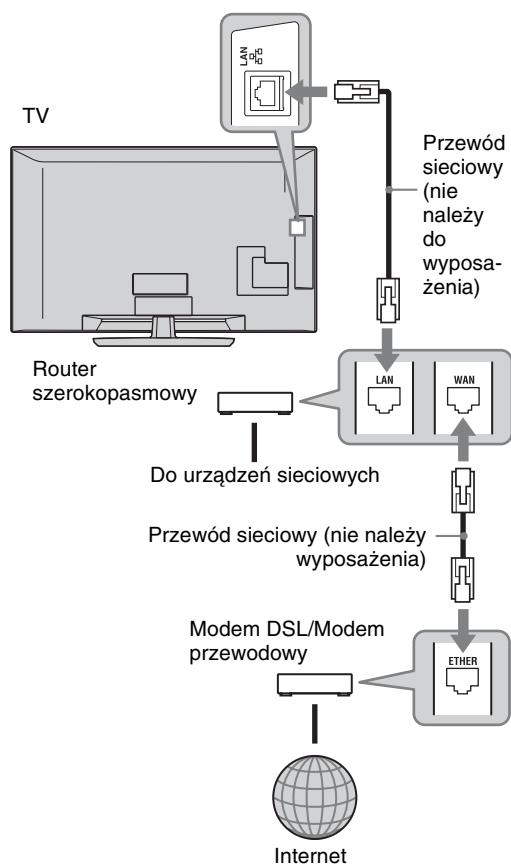 LAN
TV
Przewód
sieciowy
(nie
należy
do
wyposa-
żenia)
Router
szerokopasmowy
LAN
WAN
Do urządzeń sieciowych
Przewód sieciowy (nie należy
wyposażenia)
Modem DSL/Modem
przewodowy
ETHER
Internet